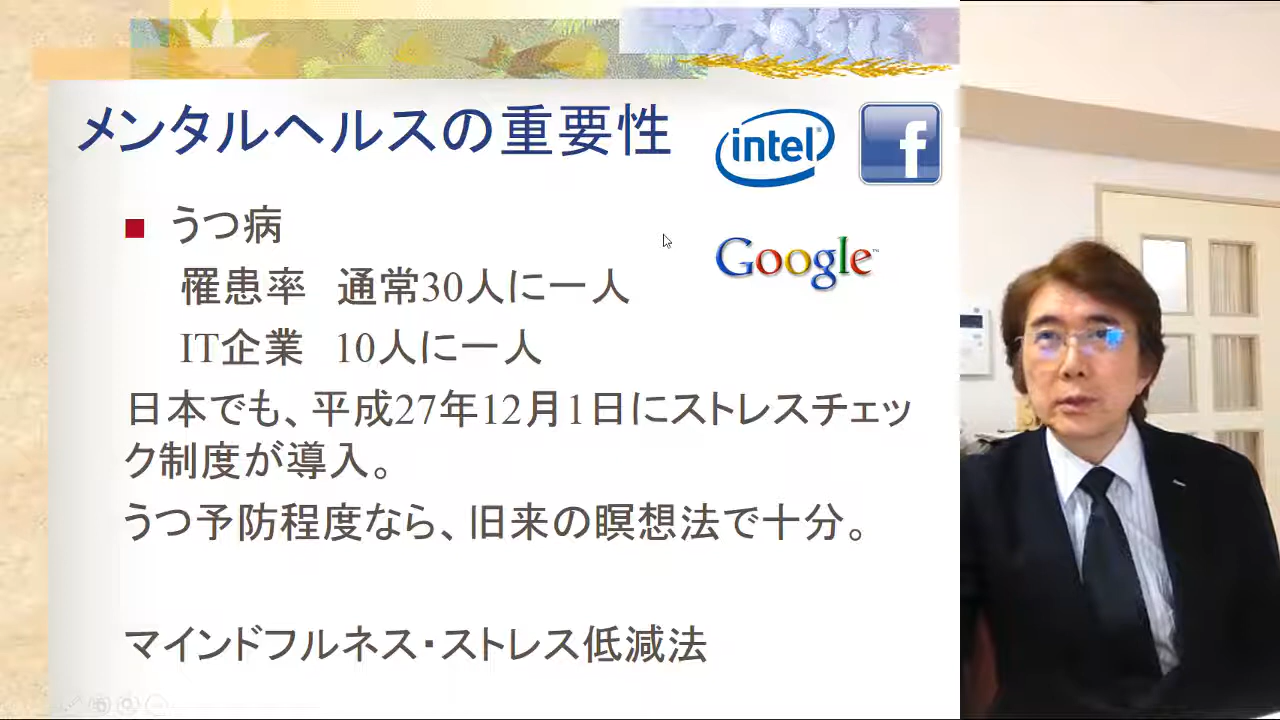 メンタルヘルスの重要性
intel
f
Google™
うつ病
罹患率　通常30人に一人
IT企業　10人に一人
日本でも、平成27年12月1日にストレスチェッ
ク制度が導入。
うつ予防程度なら、旧来の瞑想法で十分。
マインドフルネス・ストレス低減法